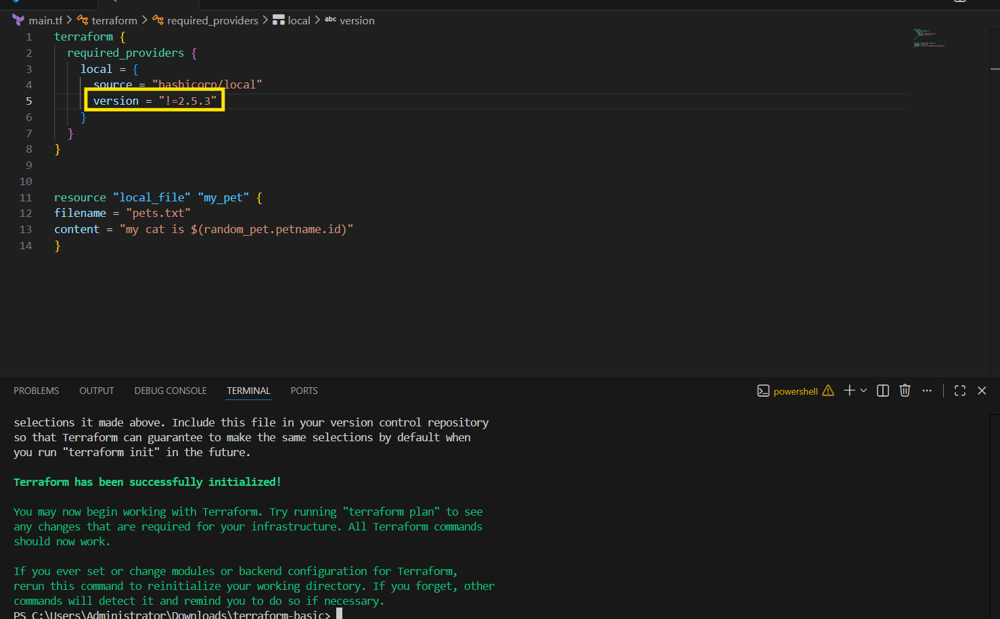 main.tf > terraform > required_providers > local > abc version
1 terraform {
2 required_providers {
3 local = {
4 source = "hashicorp/local"
5 version = "!=2.5.3"
6 }
7 }
8 }
9
10
11 resource "local_file" "my_pet" {
12 filename = "pets.txt"
13 content = "my cat is $(random_pet.petname.id)"
14 }
PROBLEMS OUTPUT DEBUG CONSOLE TERMINAL PORTS powershell
selections it made above. Include this file in your version control repository
so that Terraform can guarantee to make the same selections by default when
you run "terraform init" in the future.
Terraform has been successfully initialized!
You may now begin working with Terraform. Try running "terraform plan" to see
any changes that are required for your infrastructure. All Terraform commands
should now work.
If you ever set or change modules or backend configuration for Terraform,
rerun this command to reinitialize your working directory. If you forget, other
commands will detect it and remind you to do so if necessary.
PS C:\Users\Administrator\Downloads\terraform-basic>